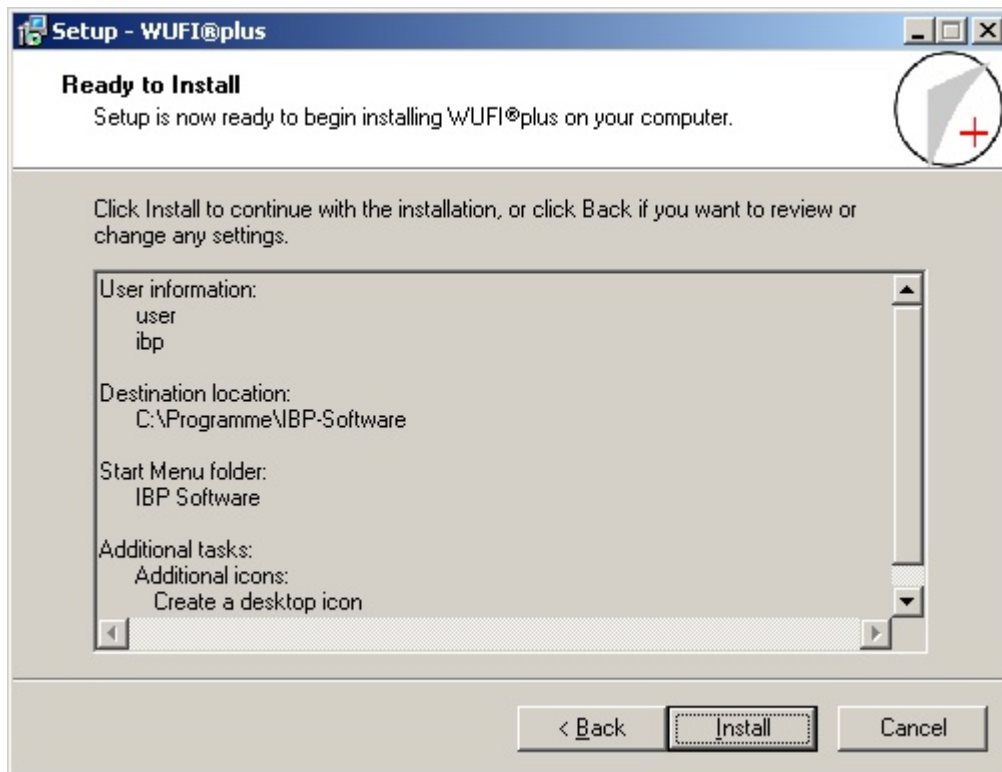 Setup - WUFI®plus
Ready to Install
Setup is now ready to begin installing WUFI®plus on your computer.
Click Install to continue with the installation, or click Back if you want to review or
change any settings.
User information:
user
ibp
Destination location:
C:\Programme\IBP-Software
Start Menu folder:
IBP Software
Additional tasks:
Additional icons:
Create a desktop icon
< Back
Install
Cancel